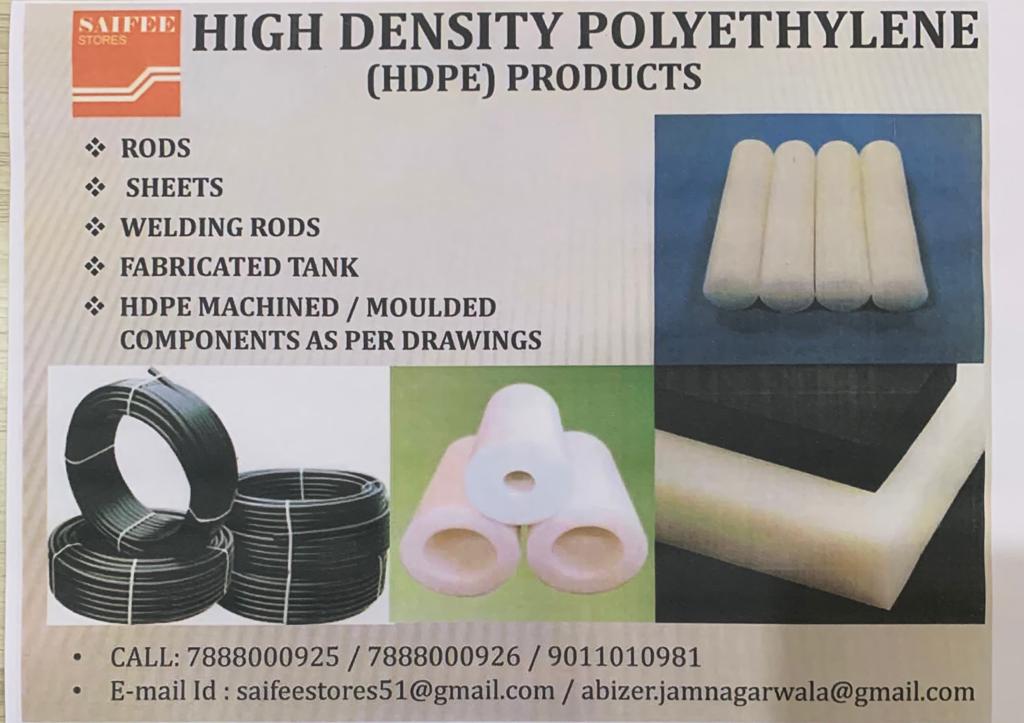 SAIFEE
STORES
HIGH DENSITY POLYETHYLENE
(HDPE) PRODUCTS
❖ RODS
❖ SHEETS
❖ WELDING RODS
❖ FABRICATED TANK
❖ HDPE MACHINED / MOULDED
COMPONENTS AS PER DRAWINGS
• CALL: 7888000925 / 7888000926 / 9011010981
• E-mail Id : saifeestores51@gmail.com / abizer.jamnagarwala@gmail.com